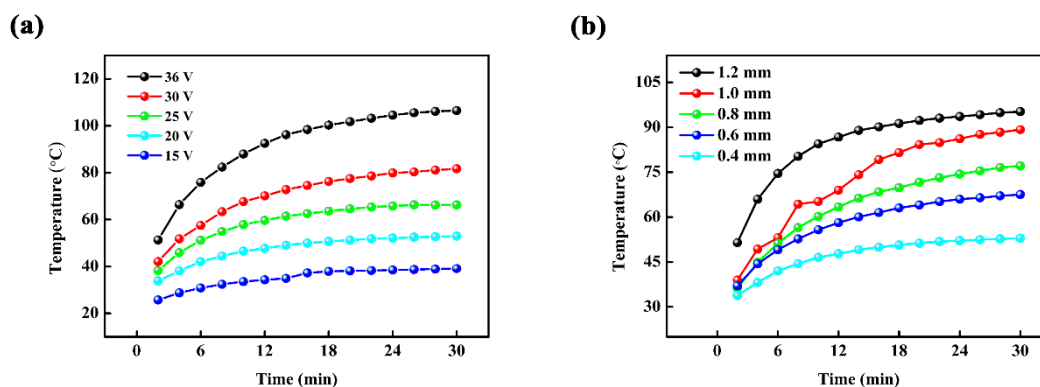 (a)
120
100
80
60
40
20
Temperature (°C)
36 V
30 V
25 V
20 V
15 V
0 6 12 18 24 30
Time (min)
(b)
105
90
75
60
45
30
Temperature (°C)
1.2 mm
1.0 mm
0.8 mm
0.6 mm
0.4 mm
0 6 12 18 24 30
Time (min)